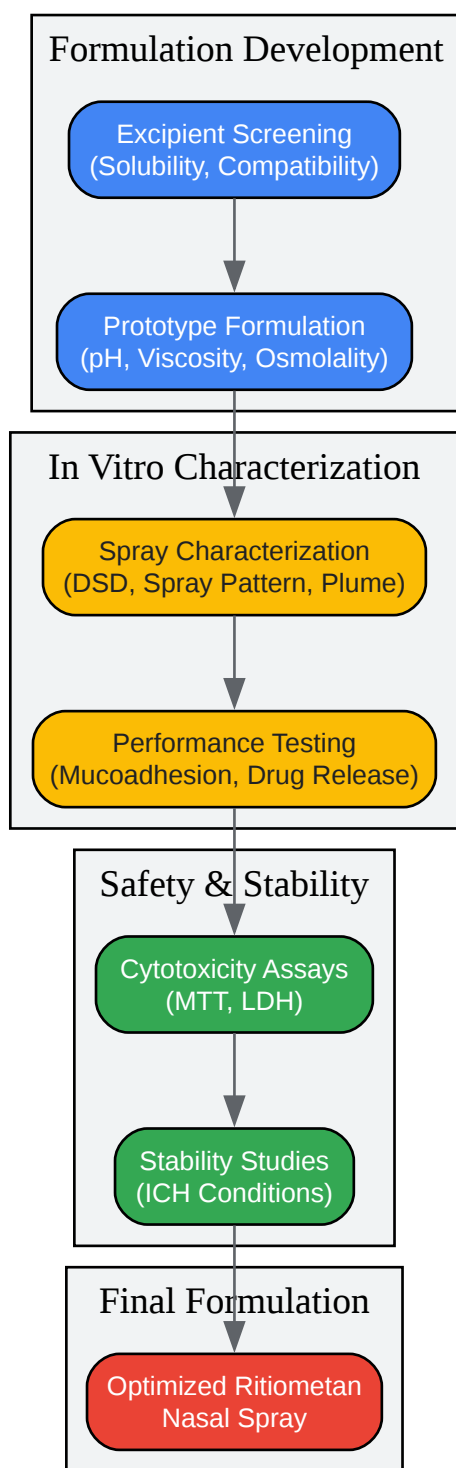 Formulation Development
Excipient Screening
(Solubility, Compatibility)
Prototype Formulation
(pH, Viscosity, Osmolality)
In Vitro Characterization
Spray Characterization
(DSD, Spray Pattern, Plume)
Performance Testing
(Mucoadhesion, Drug Release)
Safety & Stability
Cytotoxicity Assays
(MTT, LDH)
Stability Studies
(ICH Conditions)
Final Formulation
Optimized Ritiometan
Nasal Spray